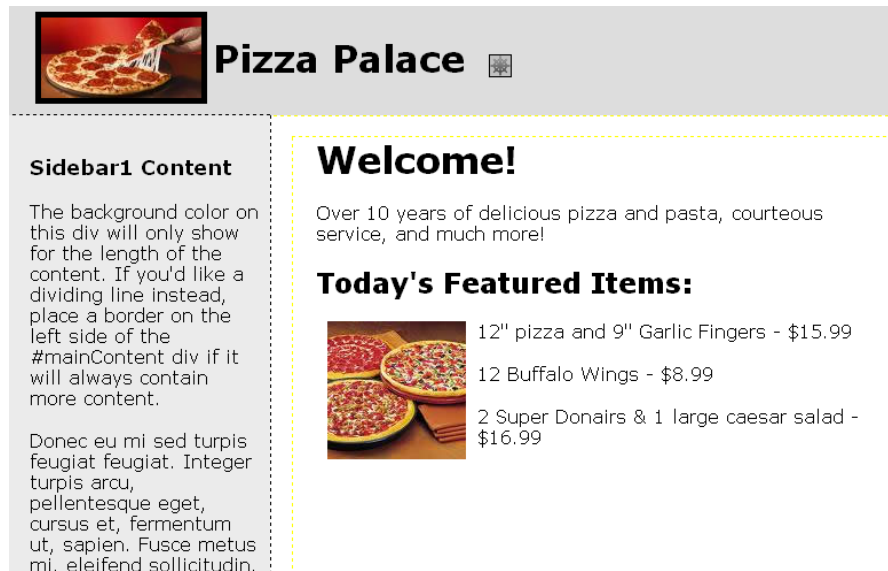 Pizza Palace
Sidebar1 Content
The background color on
this div will only show
for the length of the
content. If you'd like a
dividing line instead,
place a border on the
left side of the
#mainContent div if it
will always contain
more content.
Donec eu mi sed turpis
feugiat feugiat. Integer
turpis arcu,
pellentesque eget,
cursus et, fermentum
ut, sapien. Fusce metus
mi, eleifend sollicitudin,
Welcome!
Over 10 years of delicious pizza and pasta, courteous
service, and much more!
Today's Featured Items:
12" pizza and 9" Garlic Fingers - $15.99
12 Buffalo Wings - $8.99
2 Super Donairs & 1 large caesar salad -
$16.99